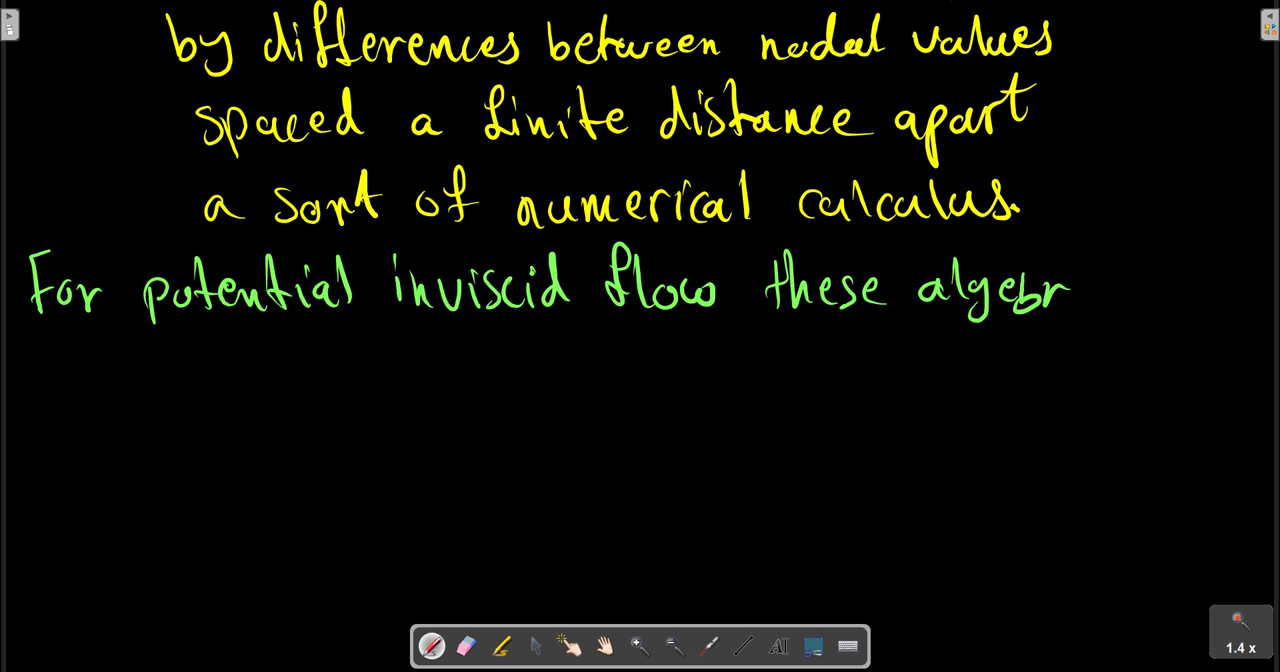 by differences between nodal values
spaced a finite distance apart
a sort of numerical calculus.
For potential inviscid flow these algebr
1.4 x